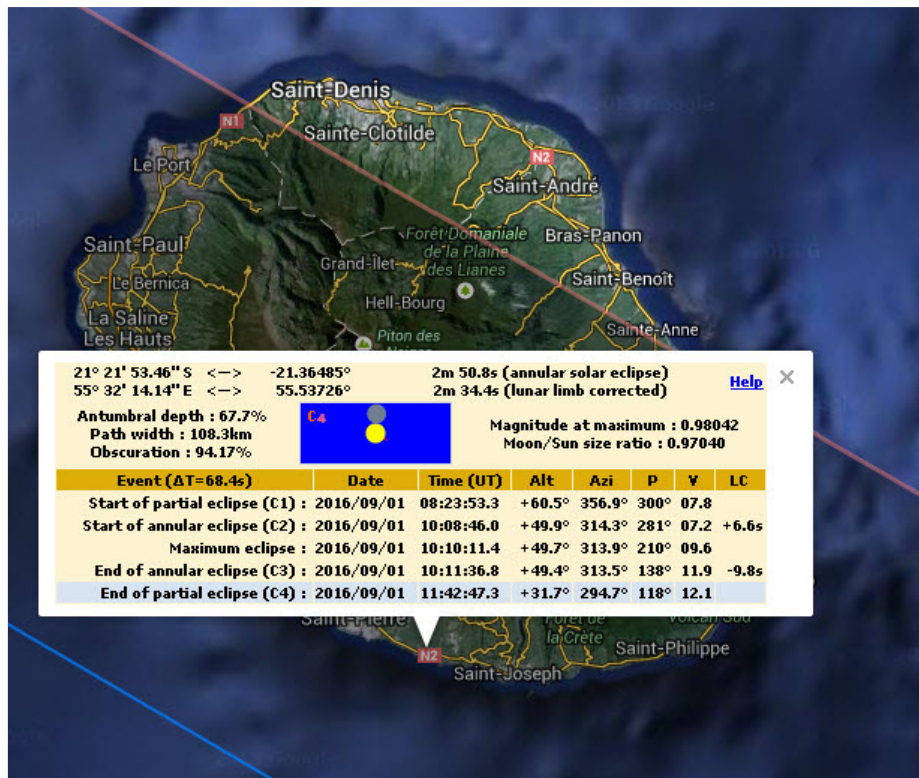 Saint-Denis
N1
Sainte-Clotilde
Le Port
N2
Saint-André
Saint-Paul
Forêt Domaniale
de la Plaine
des Lianes
Bras-Panon
Grand-Îlet
Le Bernica
Saint-Benoît
Hell-Bourg
La Saline
Les Hauts
Sainte-Anne
Piton des
21° 21' 53.46" S <—> -21.36485° 2m 50.8s (annular solar eclipse)
55° 32' 14.14" E <—> 55.53726° 2m 34.4s (lunar limb corrected)
Help
Antumbral depth : 67.7%
Path width : 108.3km
Obscuration : 94.17%
C4
Magnitude at maximum : 0.98042
Moon/Sun size ratio : 0.97040
Event (ΔT=68.4s) Date Time (UT) Alt Azi P V LC
Start of partial eclipse (C1) : 2016/09/01 08:23:53.3 +60.5° 356.9° 300° 07.8
Start of annular eclipse (C2) : 2016/09/01 10:08:46.0 +49.9° 314.3° 281° 07.2 +6.6s
Maximum eclipse : 2016/09/01 10:10:11.4 +49.7° 313.9° 210° 09.6
End of annular eclipse (C3) : 2016/09/01 10:11:36.8 +49.4° 313.5° 138° 11.9 -9.8s
End of partial eclipse (C4) : 2016/09/01 11:42:47.3 +31.7° 294.7° 118° 12.1
Saint-Pierre
Forêt de
la Crète
Volcan Sud
N2
Saint-Joseph
Saint-Philippe